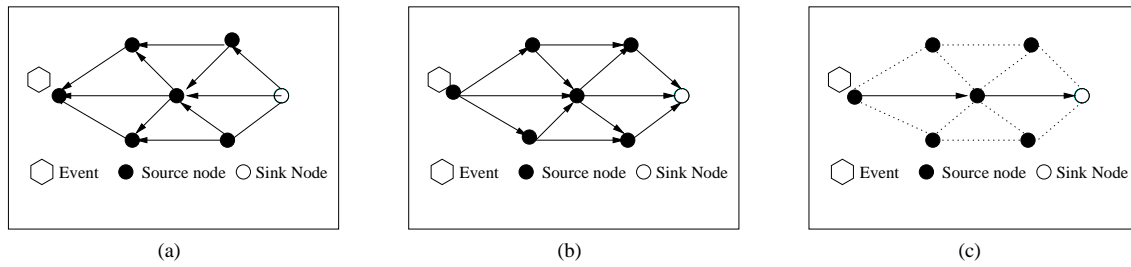 Event Source node Sink Node
Event Source node Sink Node
Event Source node Sink Node
(a)
(b)
(c)